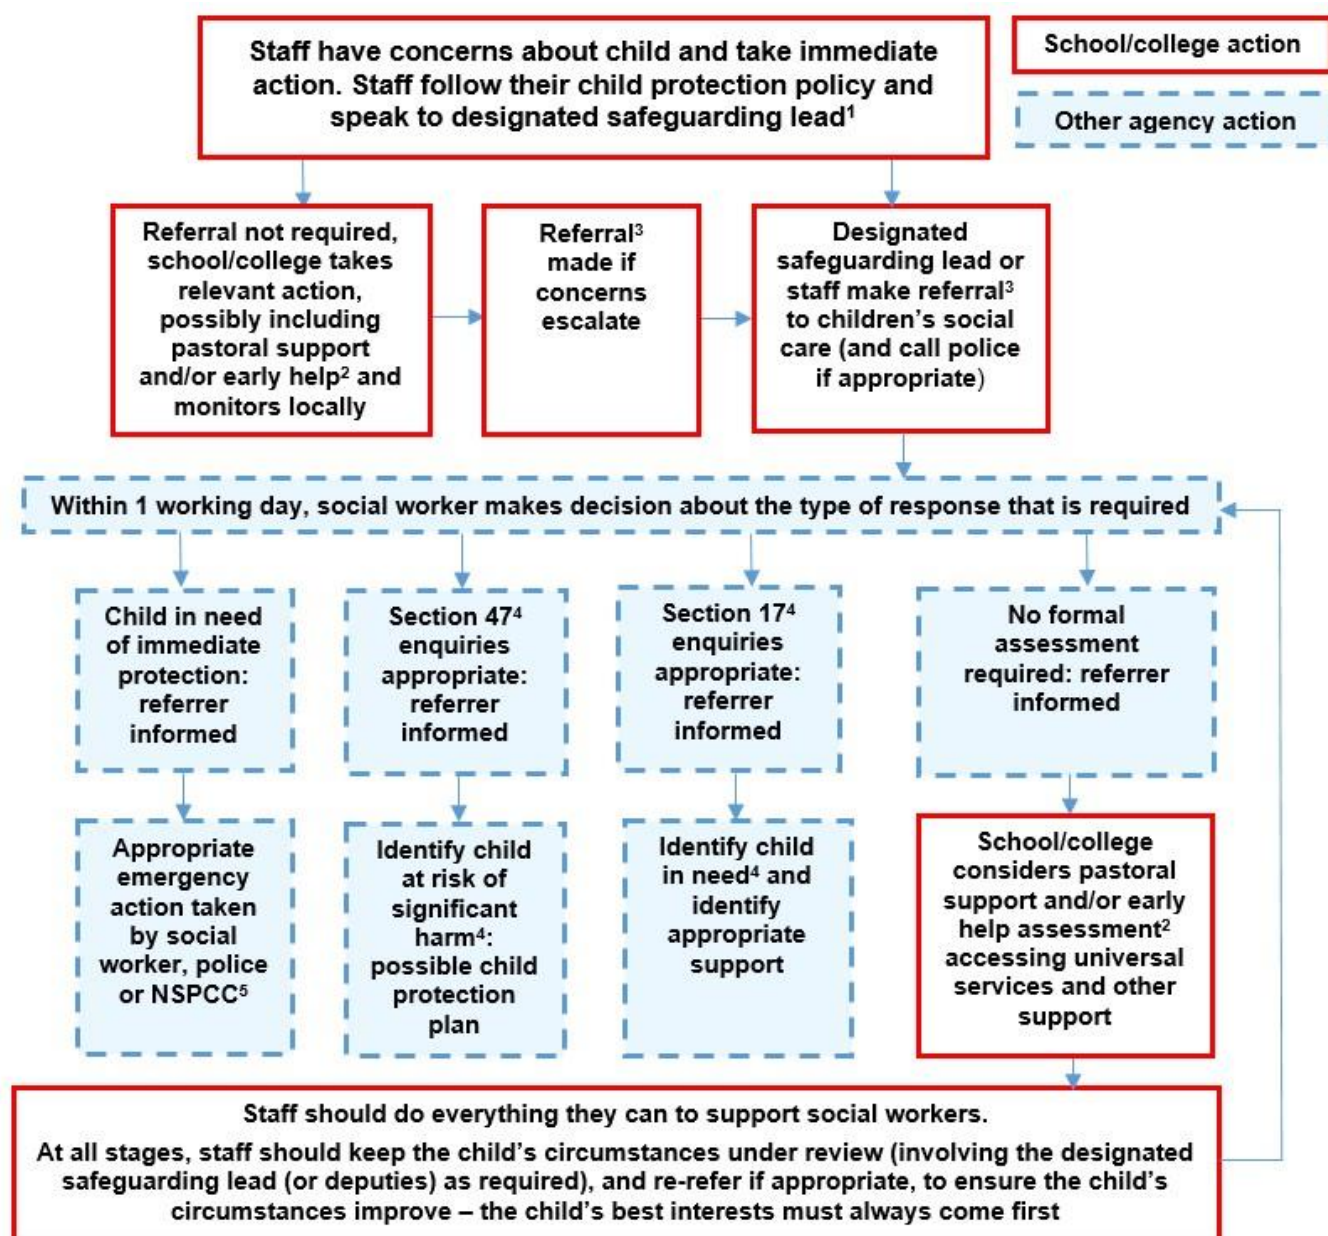 Staff have concerns about child and take immediate
action. Staff follow their child protection policy and
speak to designated safeguarding lead¹
School/college action
Other agency action
Referral not required,
school/college takes
relevant action,
possibly including
pastoral support
and/or early help² and
monitors locally
Referral³
made if
concerns
escalate
Designated
safeguarding lead or
staff make referral³
to children’s social
care (and call police
if appropriate)
Within 1 working day, social worker makes decision about the type of response that is required
Child in need
of immediate
protection:
referrer
informed
Section 47⁴
enquiries
appropriate:
referrer
informed
Section 17⁴
enquiries
appropriate:
referrer
informed
No formal
assessment
required: referrer
informed
Appropriate
emergency
action taken
by social
worker, police
or NSPCC⁵
Identify child
at risk of
significant
harm⁴:
possible child
protection
plan
Identify child
in need⁴ and
identify
appropriate
support
School/college
considers pastoral
support and/or early
help assessment²
accessing universal
services and other
support
Staff should do everything they can to support social workers.
At all stages, staff should keep the child’s circumstances under review (involving the designated
safeguarding lead (or deputies) as required), and re-refer if appropriate, to ensure the child’s
circumstances improve – the child’s best interests must always come first